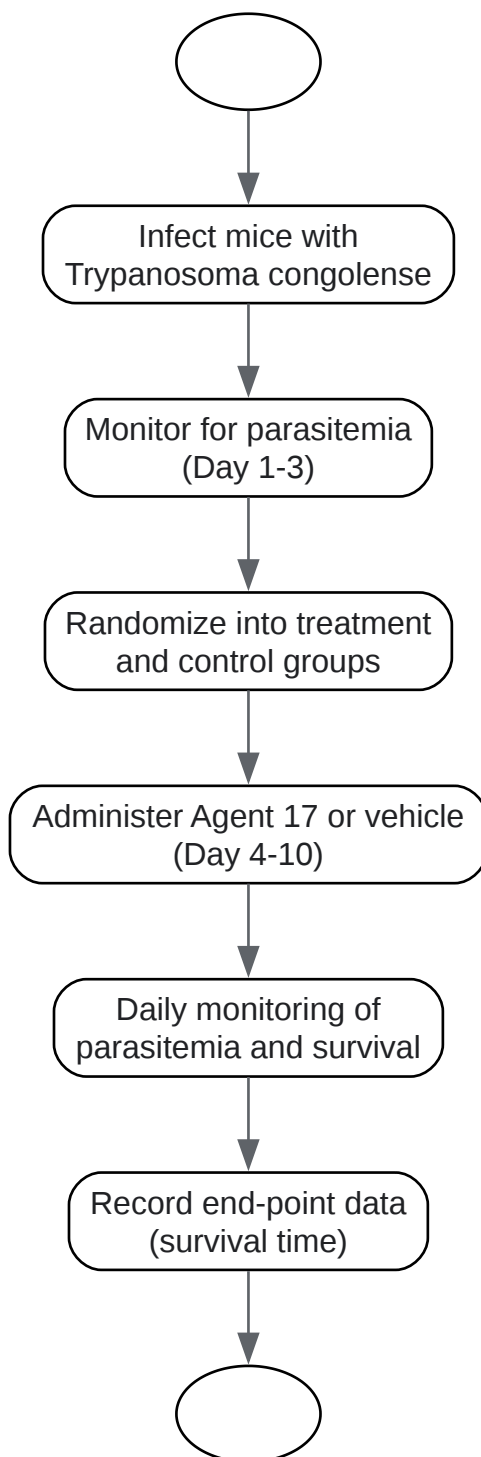 Infect mice with
Trypanosoma congolense
Monitor for parasitemia
(Day 1-3)
Randomize into treatment
and control groups
Administer Agent 17 or vehicle
(Day 4-10)
Daily monitoring of
parasitemia and survival
Record end-point data
(survival time)